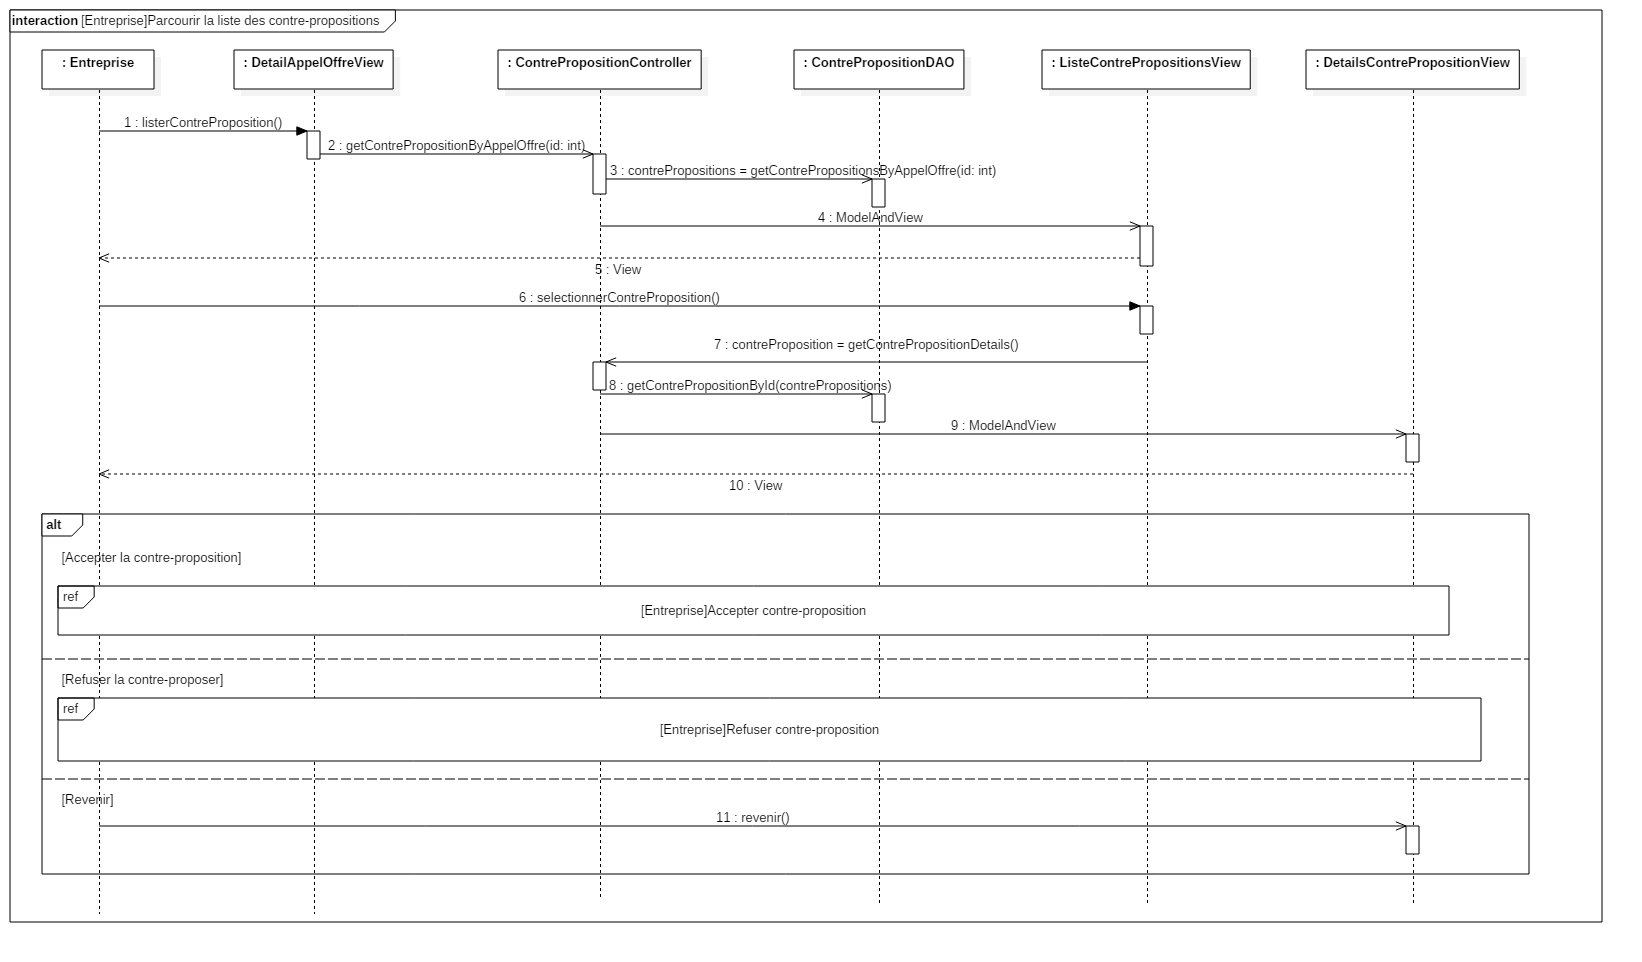 interaction [Entreprise]Parcourir la liste des contre-propositions
: Entreprise
: DetailAppelOffreView
: ContrePropositionController
: ContrePropositionDAO
: ListeContrePropositionsView
: DetailsContrePropositionView
1 : listerContreProposition()
2 : getContrePropositionByAppelOffre(id: int)
3 : contrePropositions = getContrePropositionsByAppelOffre(id: int)
4 : ModelAndView
5 : View
6 : selectionnerContreProposition()
7 : contreProposition = getContrePropositionDetails()
8 : getContrePropositionById(contrePropositions)
9 : ModelAndView
10 : View
alt
[Accepter la contre-proposition]
ref
[Entreprise]Accepter contre-proposition
[Refuser la contre-proposer]
ref
[Entreprise]Refuser contre-proposition
[Revenir]
11 : revenir()